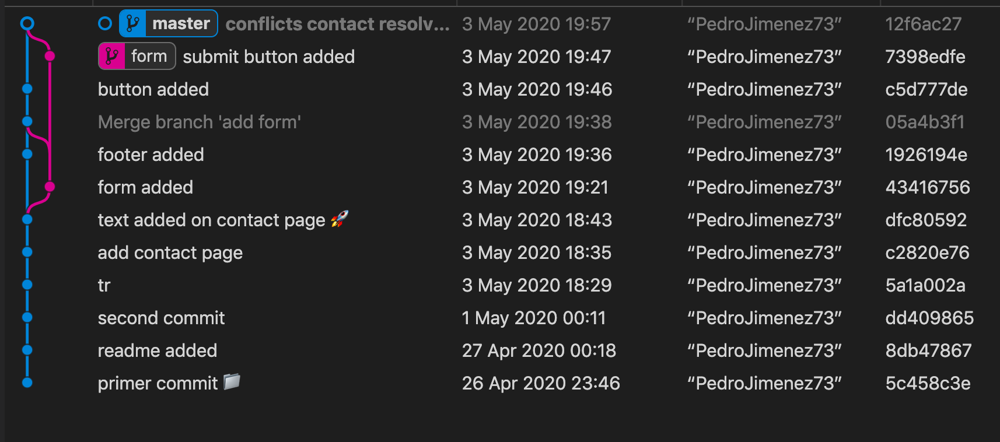 master conflicts contact resolv... 3 May 2020 19:57 “PedroJimenez73” 12f6ac27
form submit button added 3 May 2020 19:47 “PedroJimenez73” 7398edfe
button added 3 May 2020 19:46 “PedroJimenez73” c5d777de
Merge branch 'add form' 3 May 2020 19:38 “PedroJimenez73” 05a4b3f1
footer added 3 May 2020 19:36 “PedroJimenez73” 1926194e
form added 3 May 2020 19:21 “PedroJimenez73” 43416756
text added on contact page 🚀 3 May 2020 18:43 “PedroJimenez73” dfc80592
add contact page 3 May 2020 18:35 “PedroJimenez73” c2820e76
tr 3 May 2020 18:29 “PedroJimenez73” 5a1a002a
second commit 1 May 2020 00:11 “PedroJimenez73” dd409865
readme added 27 Apr 2020 00:18 “PedroJimenez73” 8db47867
primer commit 📁 26 Apr 2020 23:46 “PedroJimenez73” 5c458c3e